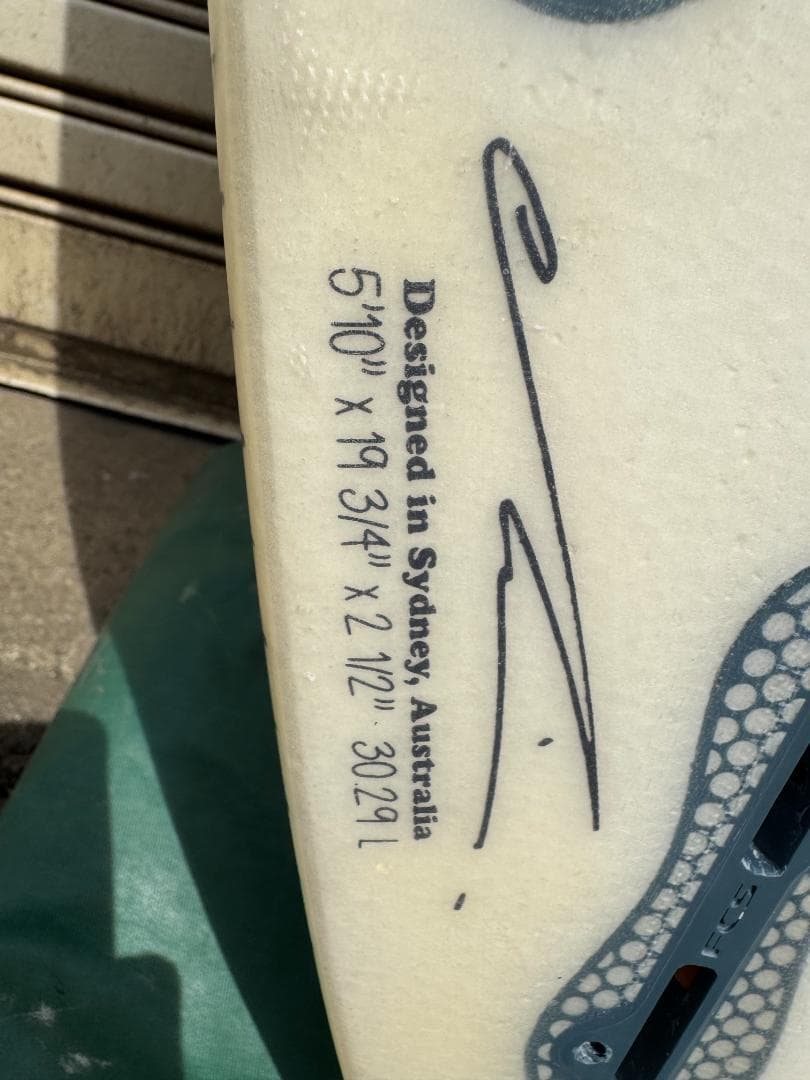 Designed in Sydney, Australia
5'10" x 19 3/4" x 2 1/2" · 30.29 L
FCS